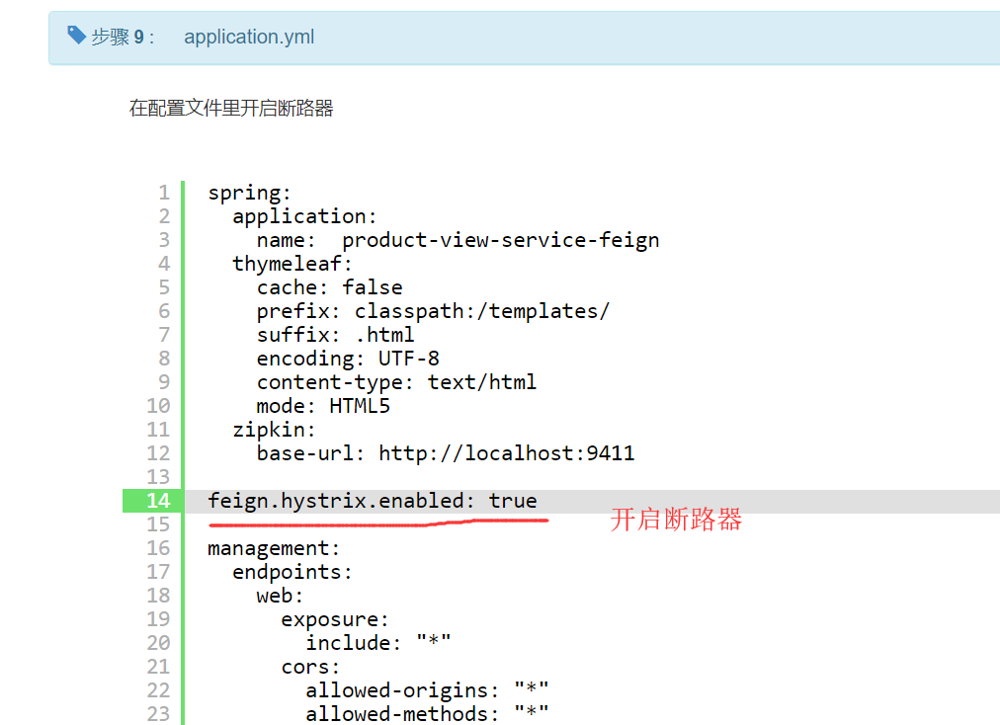 步骤 9 : application.yml
在配置文件里开启断路器
1 spring:
2   application:
3     name:  product-view-service-feign
4   thymeleaf:
5     cache: false
6     prefix: classpath:/templates/
7     suffix: .html
8     encoding: UTF-8
9     content-type: text/html
10     mode: HTML5
11   zipkin:
12     base-url: http://localhost:9411
13
14 feign.hystrix.enabled: true
开启断路器
15
16 management:
17   endpoints:
18     web:
19       exposure:
20         include: "*"
21       cors:
22         allowed-origins: "*"
23         allowed-methods: "*"